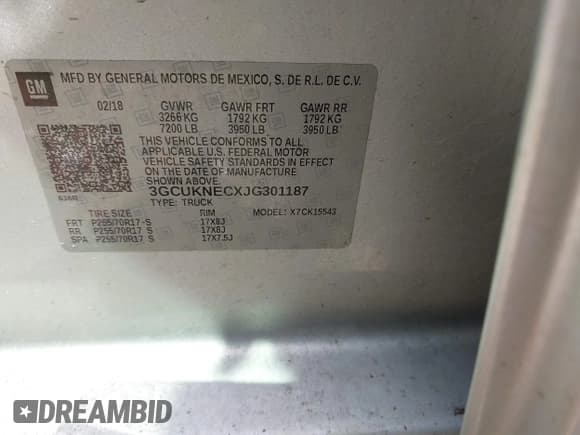 GM
MFD BY GENERAL MOTORS DE MEXICO, S. DE R.L. DE C.V.
02/18 GVWR GAWR FRT GAWR RR
3266 KG 1792 KG 1792 KG
7200 LB 3950 LB 3950 LB
THIS VEHICLE CONFORMS TO ALL
APPLICABLE U.S. FEDERAL MOTOR
VEHICLE SAFETY STANDARDS IN EFFECT
ON THE DATE OF MANUFACTURE
SHOWN ABOVE.
3GCUKNECXJG301187
TYPE: TRUCK
TIRE SIZE RIM MODEL: X7CK15543
FRT P255/70R17-S 17X8J
RR P255/70R17 S 17X8J
SPA P255/70R17 S 17X7.5J
DREAMBID